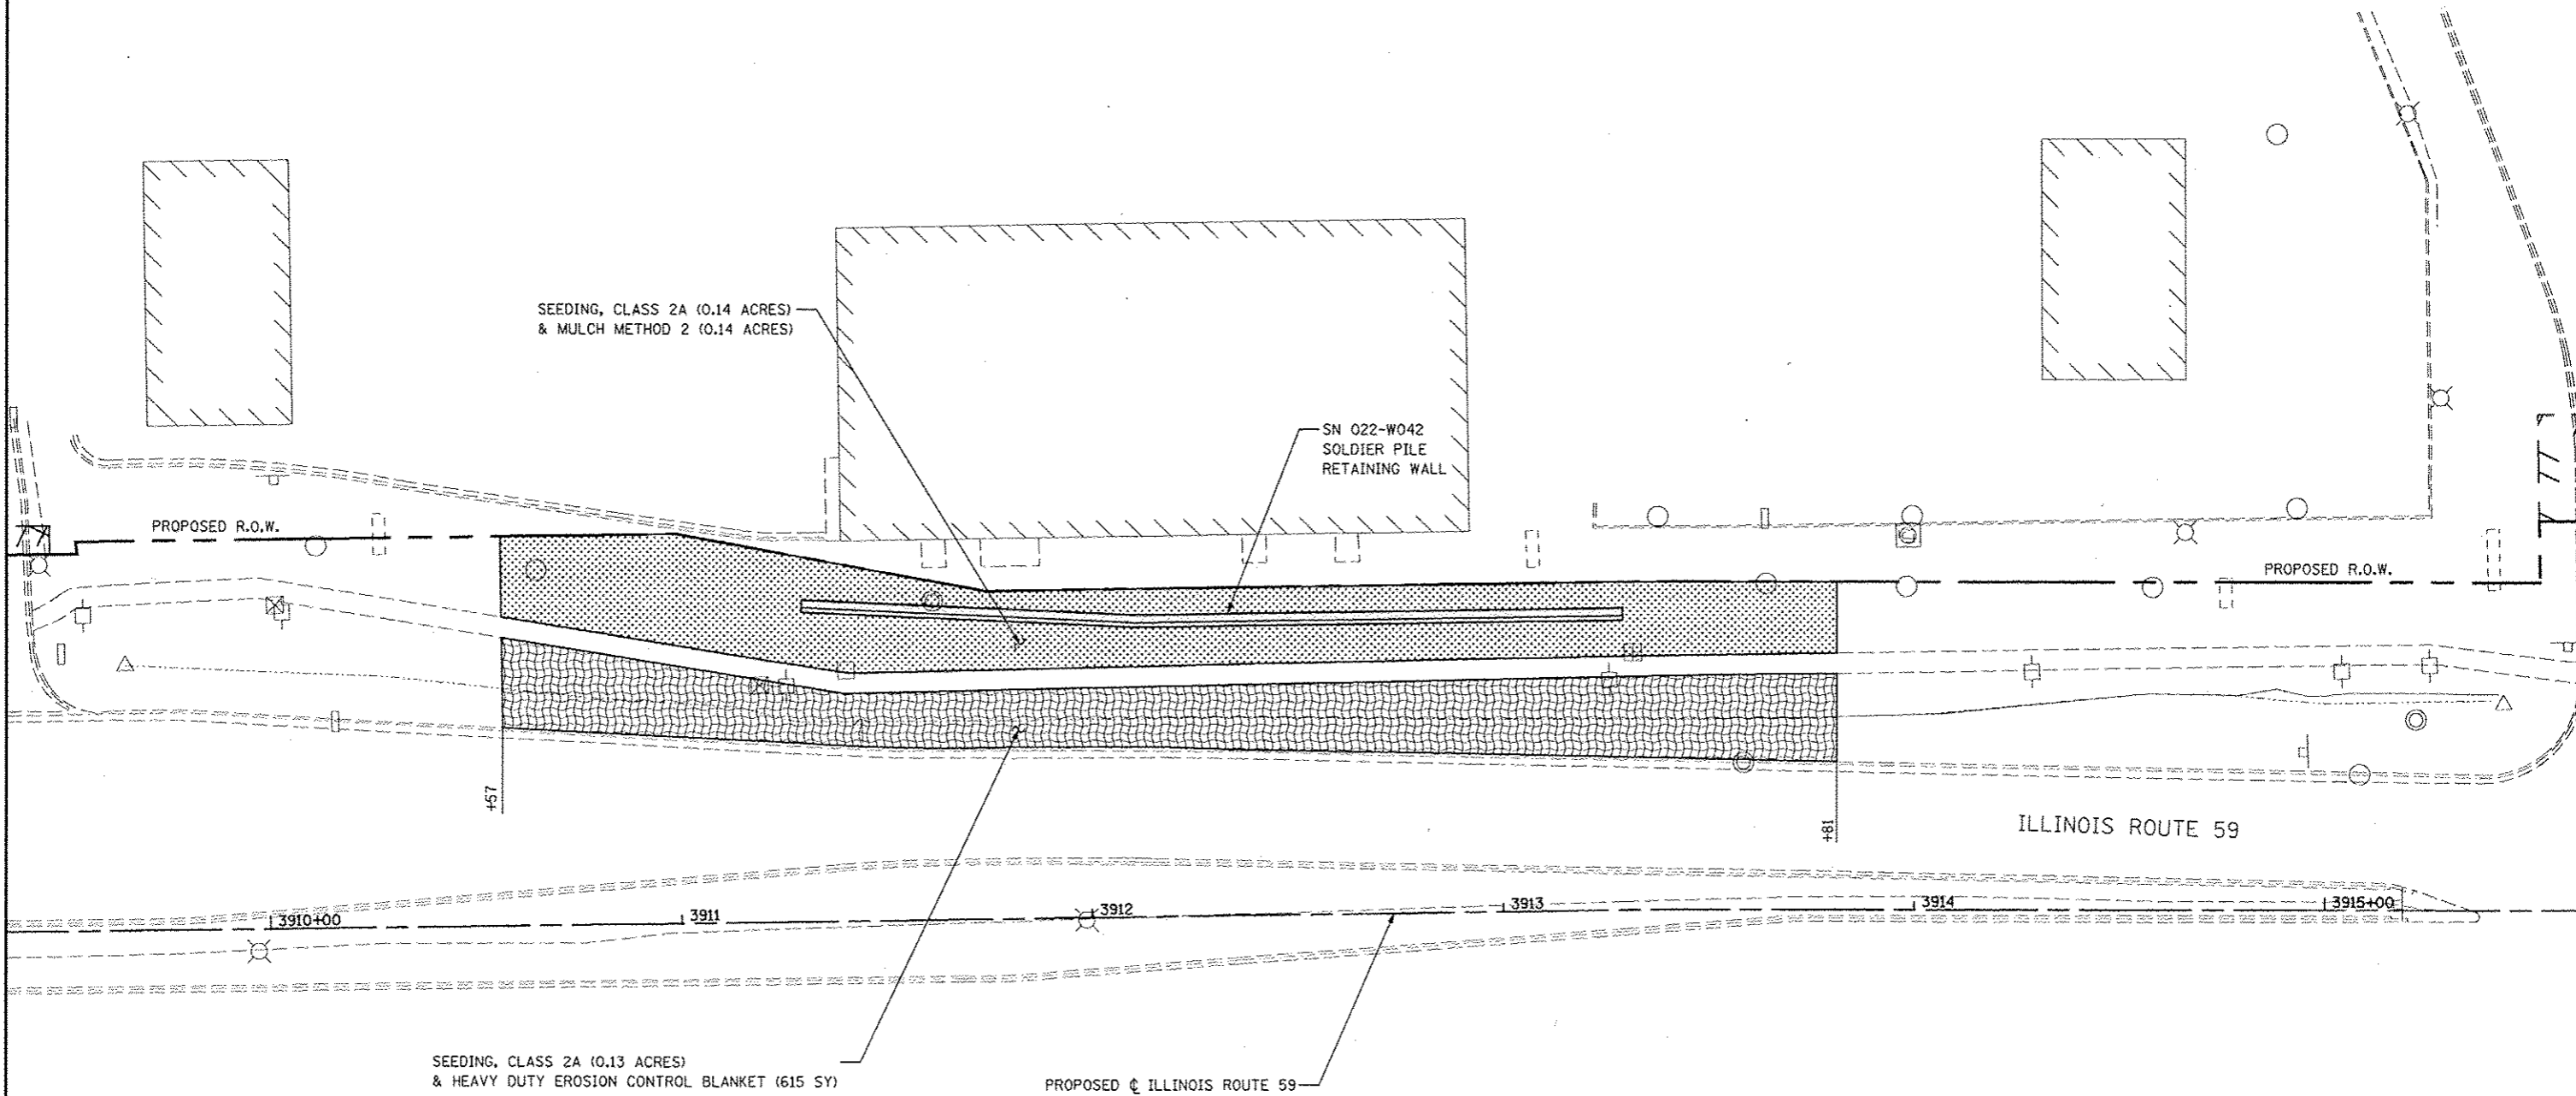 SEEDING, CLASS 2A (0.14 ACRES)
& MULCH METHOD 2 (0.14 ACRES)
SN 022-W042
SOLDIER PILE
RETAINING WALL
PROPOSED R.O.W.
PROPOSED R.O.W.
+57
+81
ILLINOIS ROUTE 59
3910+00
3911
3912
3913
3914
3915+00
SEEDING, CLASS 2A (0.13 ACRES)
& HEAVY DUTY EROSION CONTROL BLANKET (615 SY)
PROPOSED ℄ ILLINOIS ROUTE 59